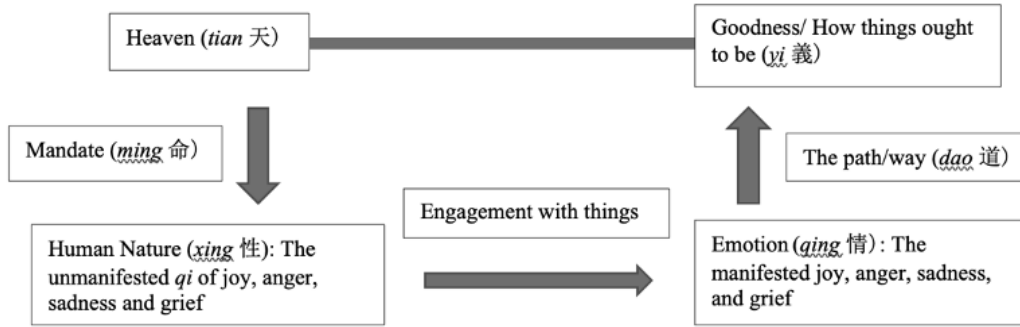 Heaven (tian 天)
Goodness/ How things ought
to be (yi 義)
Mandate (ming 命)
The path/way (dao 道)
Engagement with things
Human Nature (xing 性): The
unmanifested qi of joy, anger,
sadness and grief
Emotion (qing 情): The
manifested joy, anger, sadness,
and grief